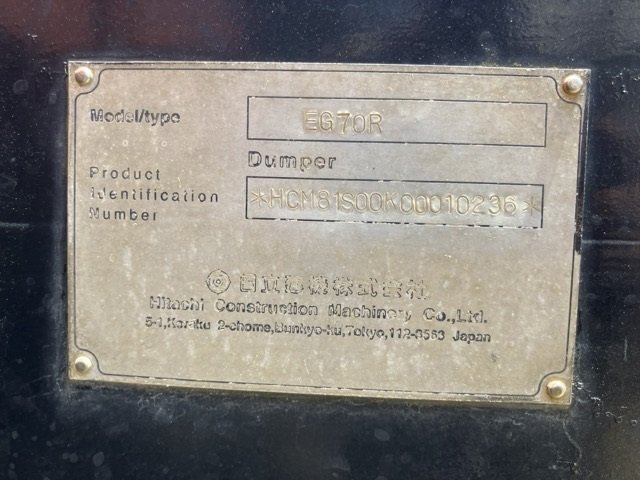 Model/type EG70R
Dumper
Product
Identification
Number *HCM81S00K00010236*
日立建機株式会社
Hitachi Construction Machinery Co.,Ltd.
5-1,Koraku 2-chome,Bunkyo-ku,Tokyo,112-8563 Japan